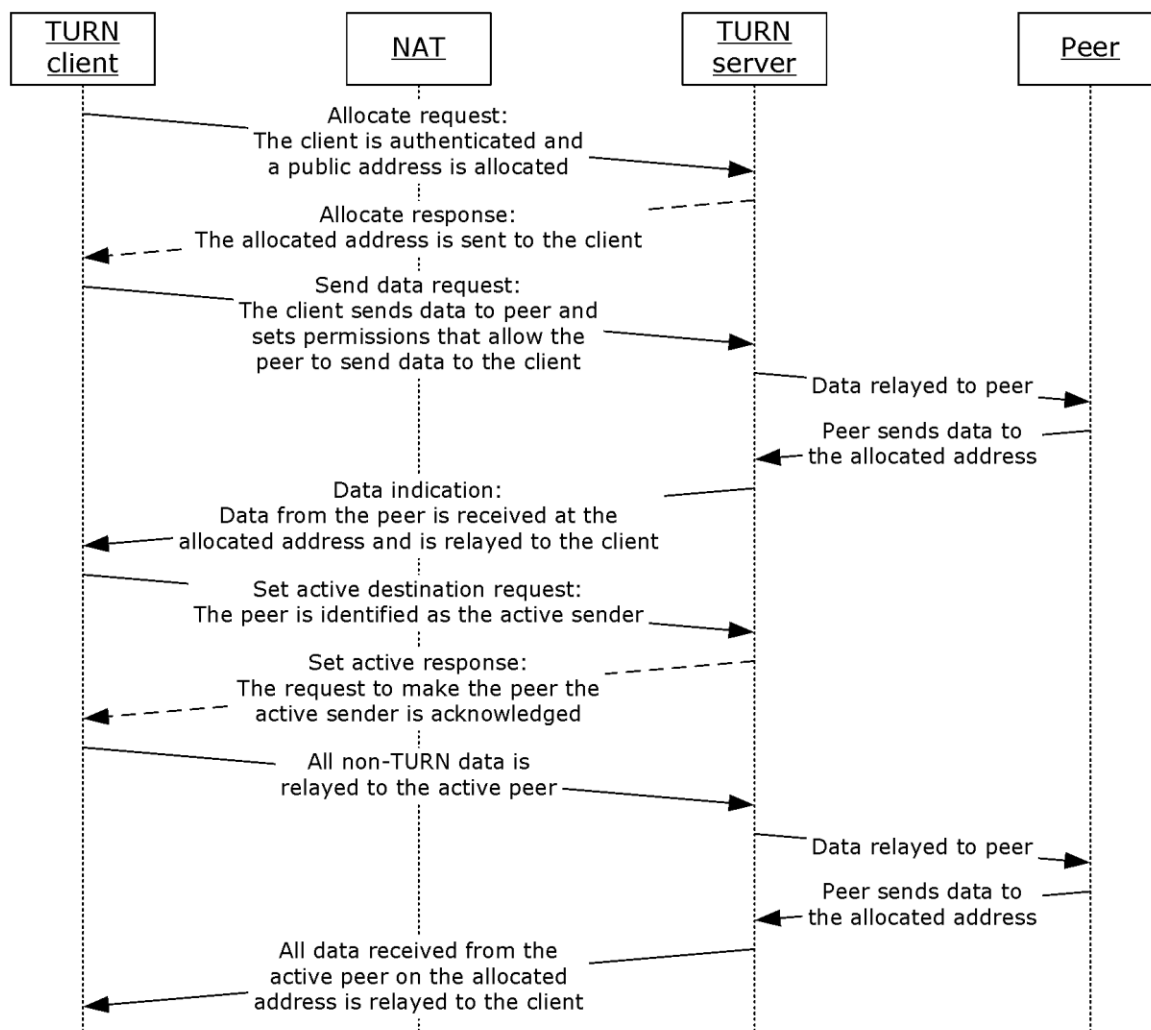 TURN
client
NAT
TURN
server
Peer
Allocate request:
The client is authenticated and
a public address is allocated
Allocate response:
The allocated address is sent to the client
Send data request:
The client sends data to peer and
sets permissions that allow the
peer to send data to the client
Data relayed to peer
Peer sends data to
the allocated address
Data indication:
Data from the peer is received at the
allocated address and is relayed to the client
Set active destination request:
The peer is identified as the active sender
Set active response:
The request to make the peer the
active sender is acknowledged
All non-TURN data is
relayed to the active peer
Data relayed to peer
Peer sends data to
the allocated address
All data received from the
active peer on the allocated
address is relayed to the client